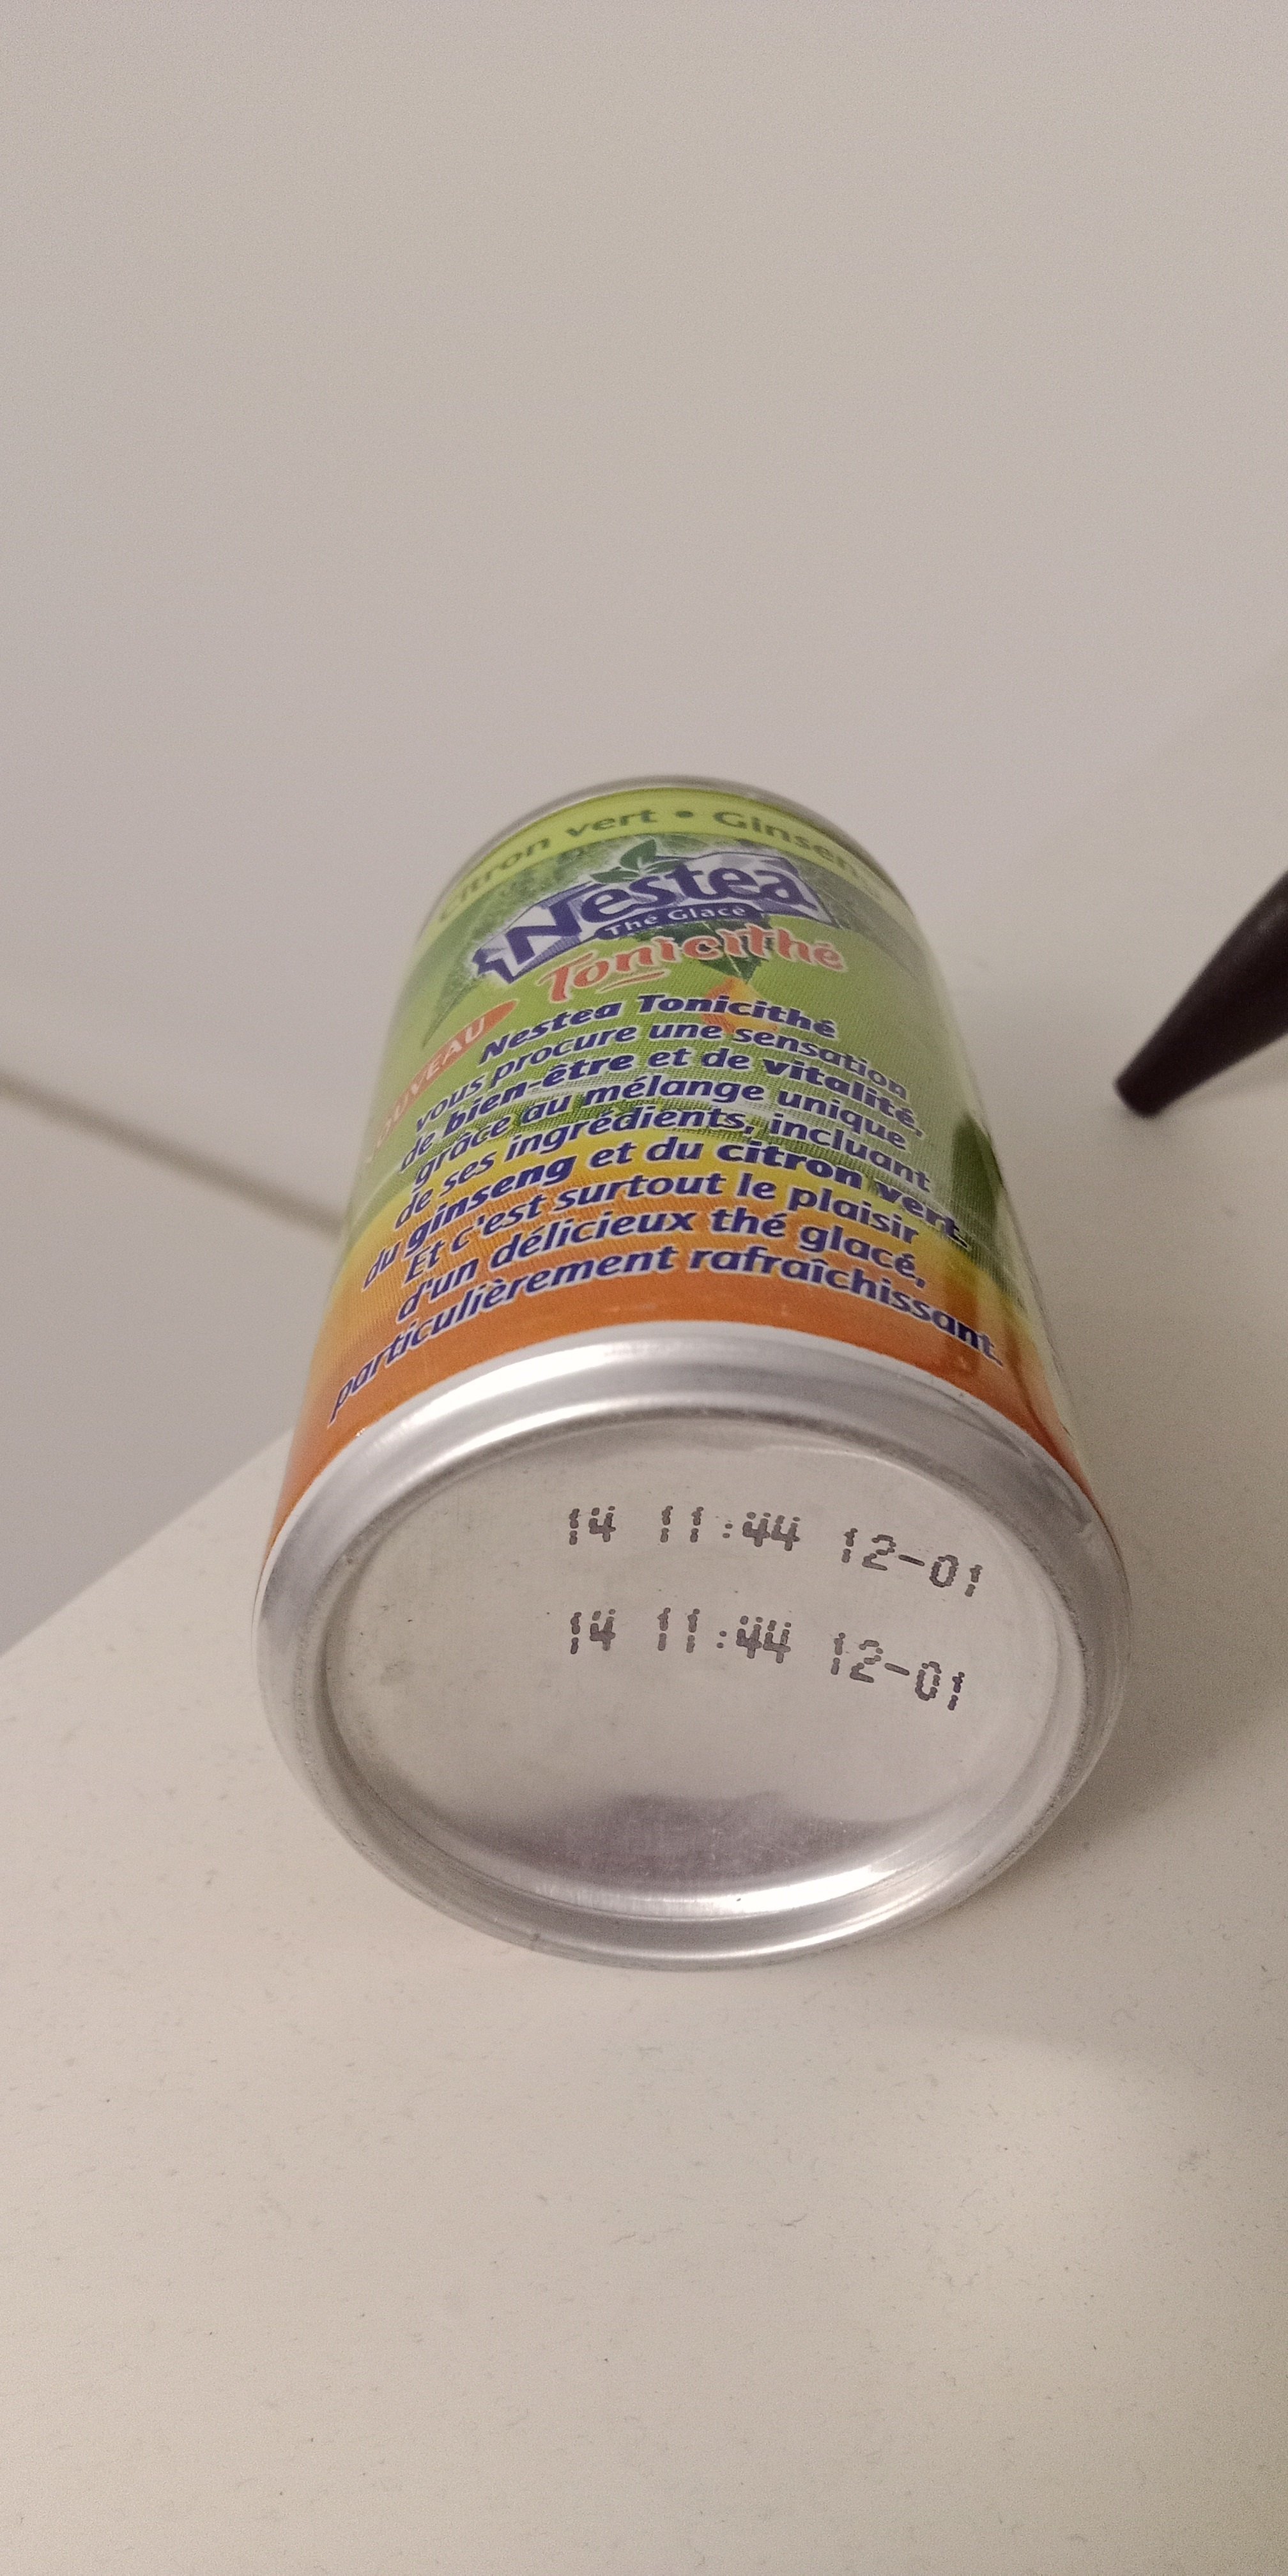 Citron vert • Ginseng
Nestea
Thé Glacé
Tonicithé
NOUVEAU
Nestea Tonicithé
vous procure une sensation
de bien-être et de vitalité,
grâce au mélange unique
de ses ingrédients, incluant
du ginseng et du citron vert.
Et c'est surtout le plaisir
d'un délicieux thé glacé,
particulièrement rafraîchissant.
14 11:44 12-01
14 11:44 12-01